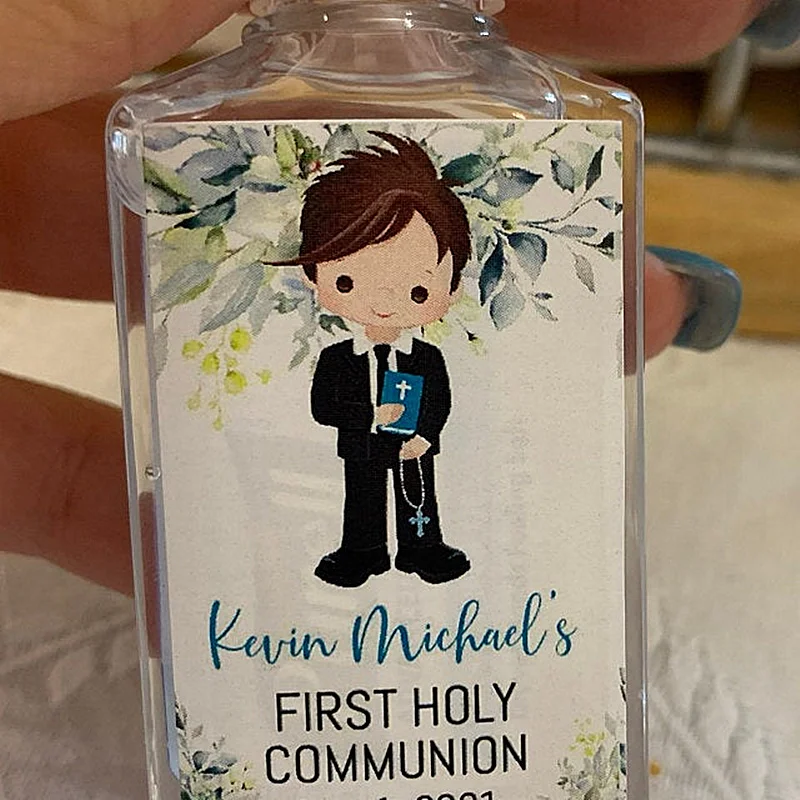 Kevin Michael's
FIRST HOLY
COMMUNION